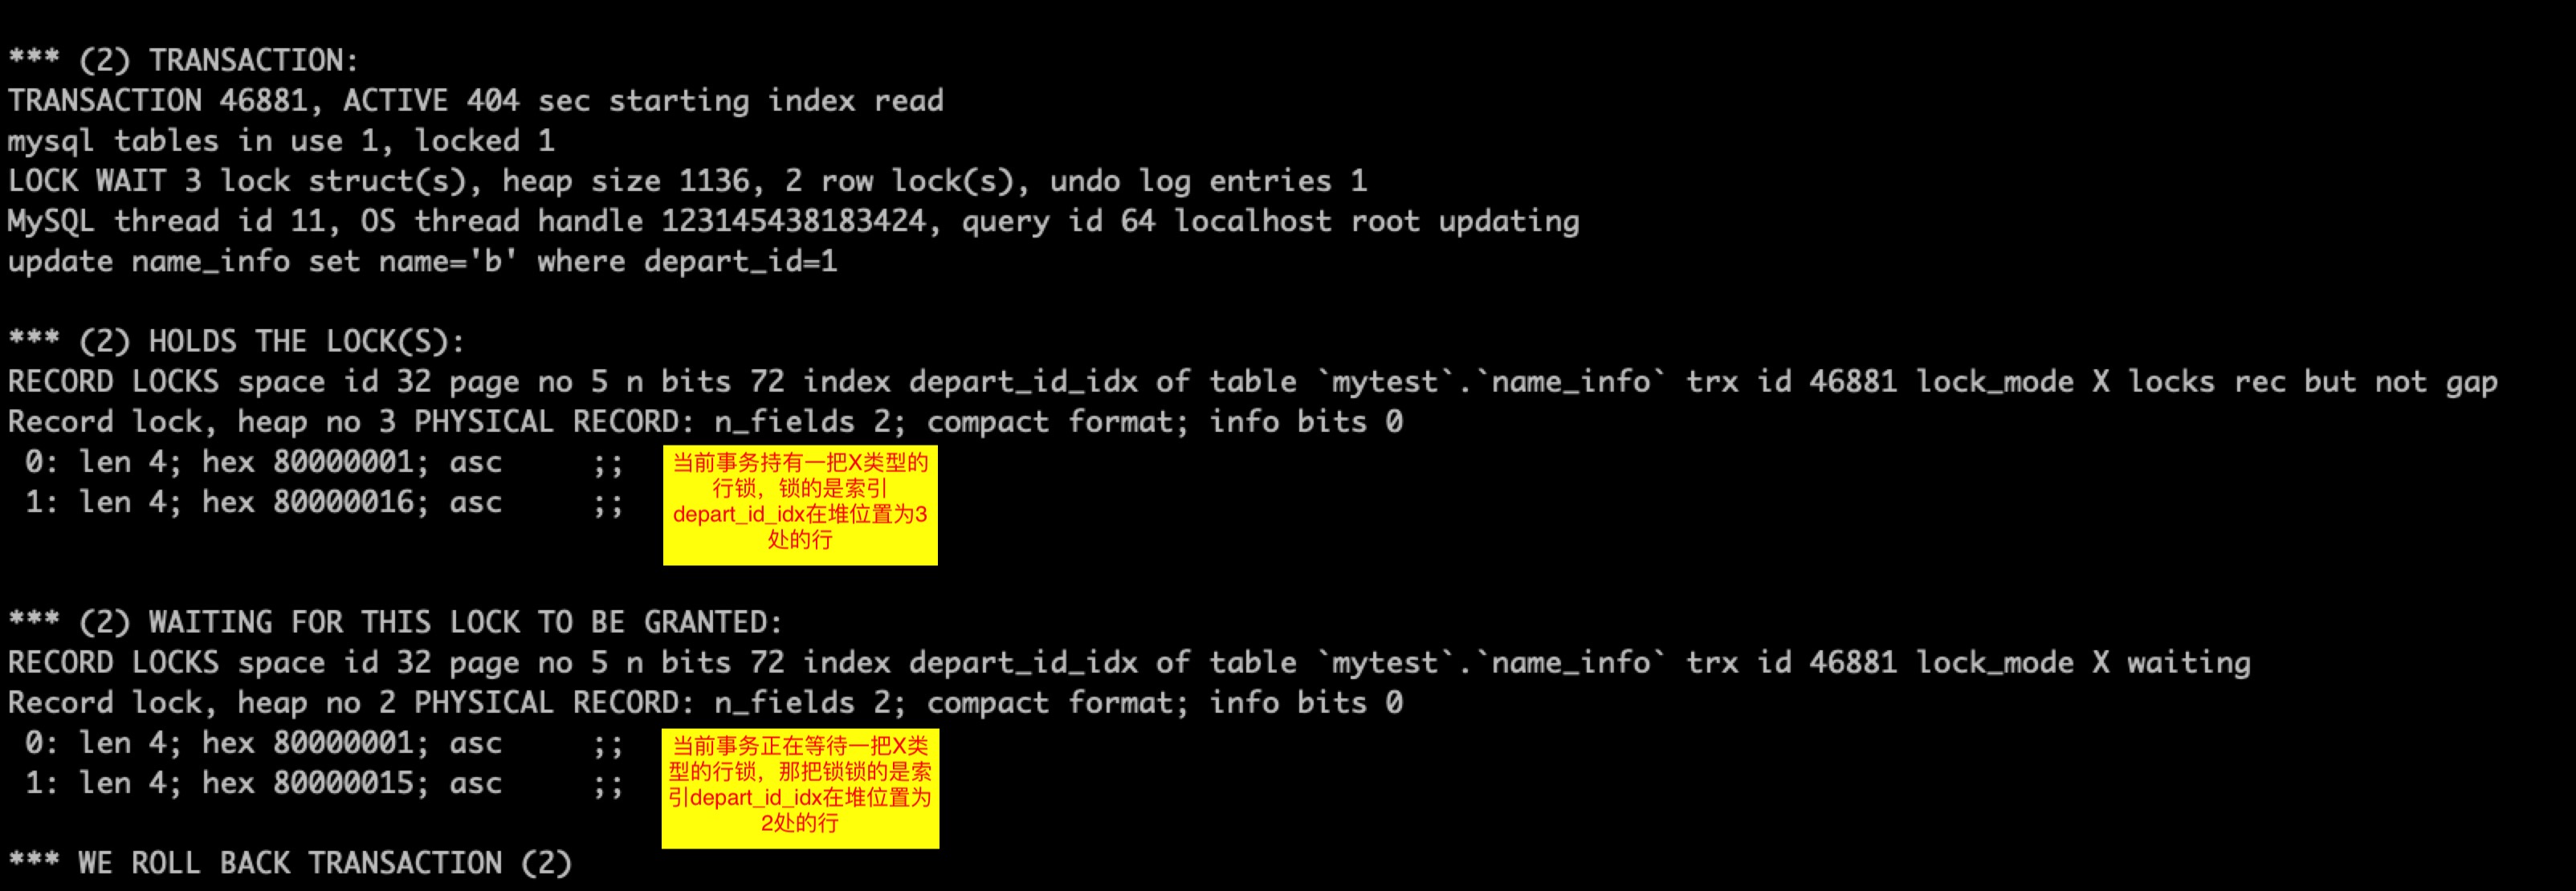 *** (2) TRANSACTION:
TRANSACTION 46881, ACTIVE 404 sec starting index read
mysql tables in use 1, locked 1
LOCK WAIT 3 lock struct(s), heap size 1136, 2 row lock(s), undo log entries 1
MySQL thread id 11, OS thread handle 123145438183424, query id 64 localhost root updating
update name_info set name='b' where depart_id=1
*** (2) HOLDS THE LOCK(S):
RECORD LOCKS space id 32 page no 5 n bits 72 index depart_id_idx of table `mytest`.`name_info` trx id 46881 lock_mode X locks rec but not gap
Record lock, heap no 3 PHYSICAL RECORD: n_fields 2; compact format; info bits 0
0: len 4; hex 80000001; asc     ;;
1: len 4; hex 80000016; asc     ;;
当前事务持有一把X类型的
行锁，锁的是索引
depart_id_idx在堆位置为3
处的行
*** (2) WAITING FOR THIS LOCK TO BE GRANTED:
RECORD LOCKS space id 32 page no 5 n bits 72 index depart_id_idx of table `mytest`.`name_info` trx id 46881 lock_mode X waiting
Record lock, heap no 2 PHYSICAL RECORD: n_fields 2; compact format; info bits 0
0: len 4; hex 80000001; asc     ;;
1: len 4; hex 80000015; asc     ;;
当前事务正在等待一把X类
型的行锁，那把锁锁的是索
引depart_id_idx在堆位置为
2处的行
*** WE ROLL BACK TRANSACTION (2)